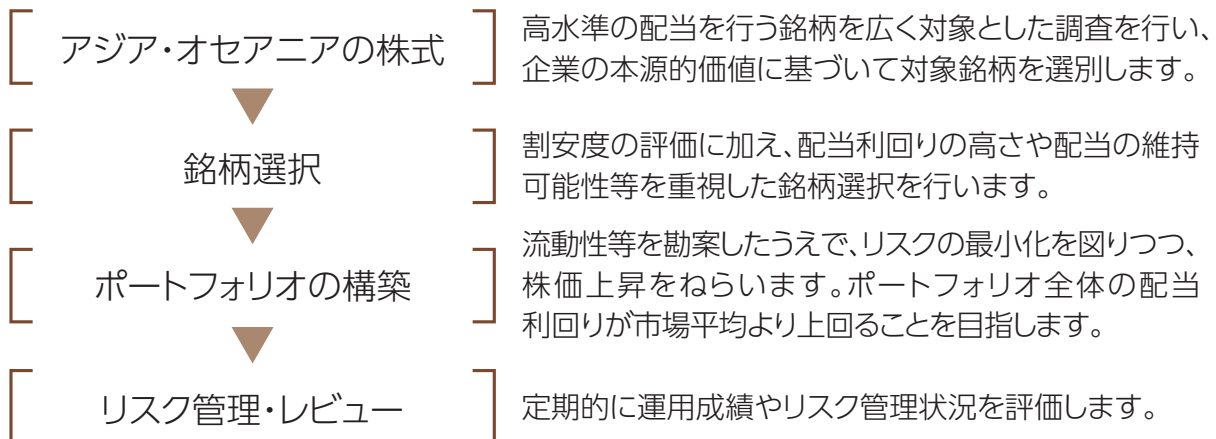 アジア・オセアニアの株式
高水準の配当を行う銘柄を広く対象とした調査を行い、
企業の本源的価値に基づいて対象銘柄を選別します。
銘柄選択
割安度の評価に加え、配当利回りの高さや配当の維持
可能性等を重視した銘柄選択を行います。
ポートフォリオの構築
流動性等を勘案したうえで、リスクの最小化を図りつつ、
株価上昇をねらいます。ポートフォリオ全体の配当
利回りが市場平均より上回ることを目指します。
リスク管理・レビュー
定期的に運用成績やリスク管理状況を評価します。